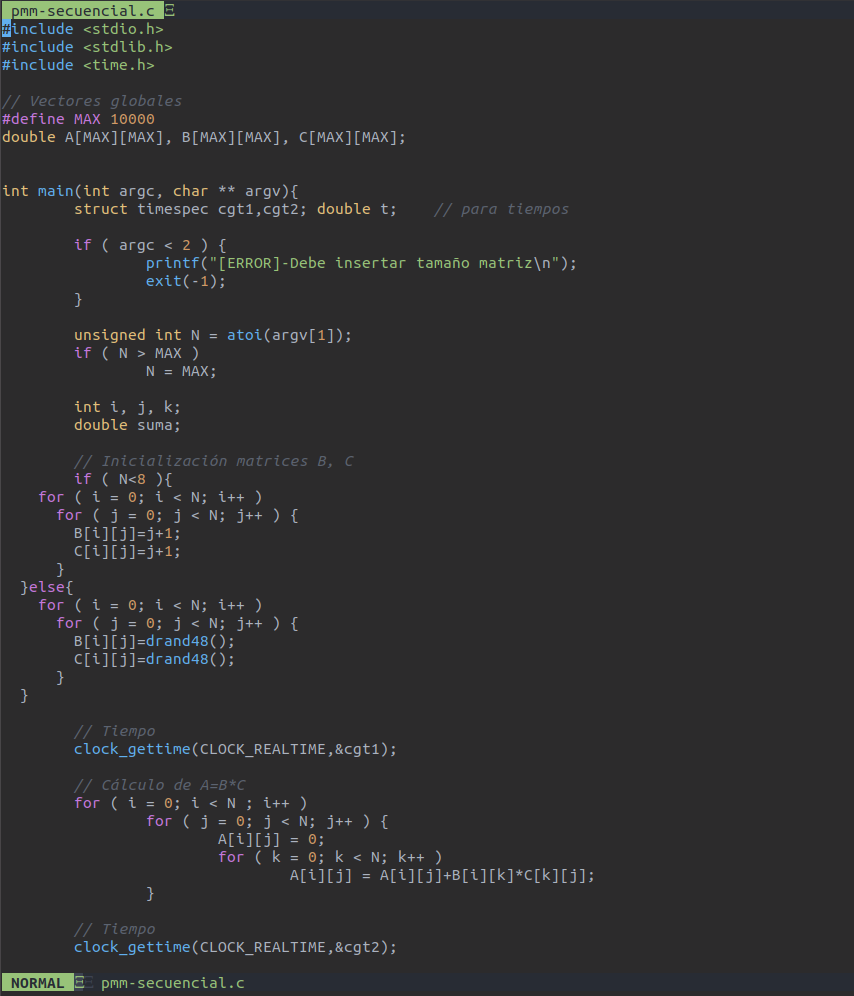 pmm-secuencial.c
#include <stdio.h>
#include <stdlib.h>
#include <time.h>
// Vectores globales
#define MAX 10000
double A[MAX][MAX], B[MAX][MAX], C[MAX][MAX];
int main(int argc, char ** argv){
struct timespec cgt1,cgt2; double t;    // para tiempos
if ( argc < 2 ) {
printf("[ERROR]-Debe insertar tamaño matriz\n");
exit(-1);
}
unsigned int N = atoi(argv[1]);
if ( N > MAX )
N = MAX;
int i, j, k;
double suma;
// Inicialización matrices B, C
if ( N<8 ){
for ( i = 0; i < N; i++ )
for ( j = 0; j < N; j++ ) {
B[i][j]=j+1;
C[i][j]=j+1;
}
}else{
for ( i = 0; i < N; i++ )
for ( j = 0; j < N; j++ ) {
B[i][j]=drand48();
C[i][j]=drand48();
}
}
// Tiempo
clock_gettime(CLOCK_REALTIME,&cgt1);
// Cálculo de A=B*C
for ( i = 0; i < N ; i++ )
for ( j = 0; j < N; j++ ) {
A[i][j] = 0;
for ( k = 0; k < N; k++ )
A[i][j] = A[i][j]+B[i][k]*C[k][j];
}
// Tiempo
clock_gettime(CLOCK_REALTIME,&cgt2);
NORMAL pmm-secuencial.c